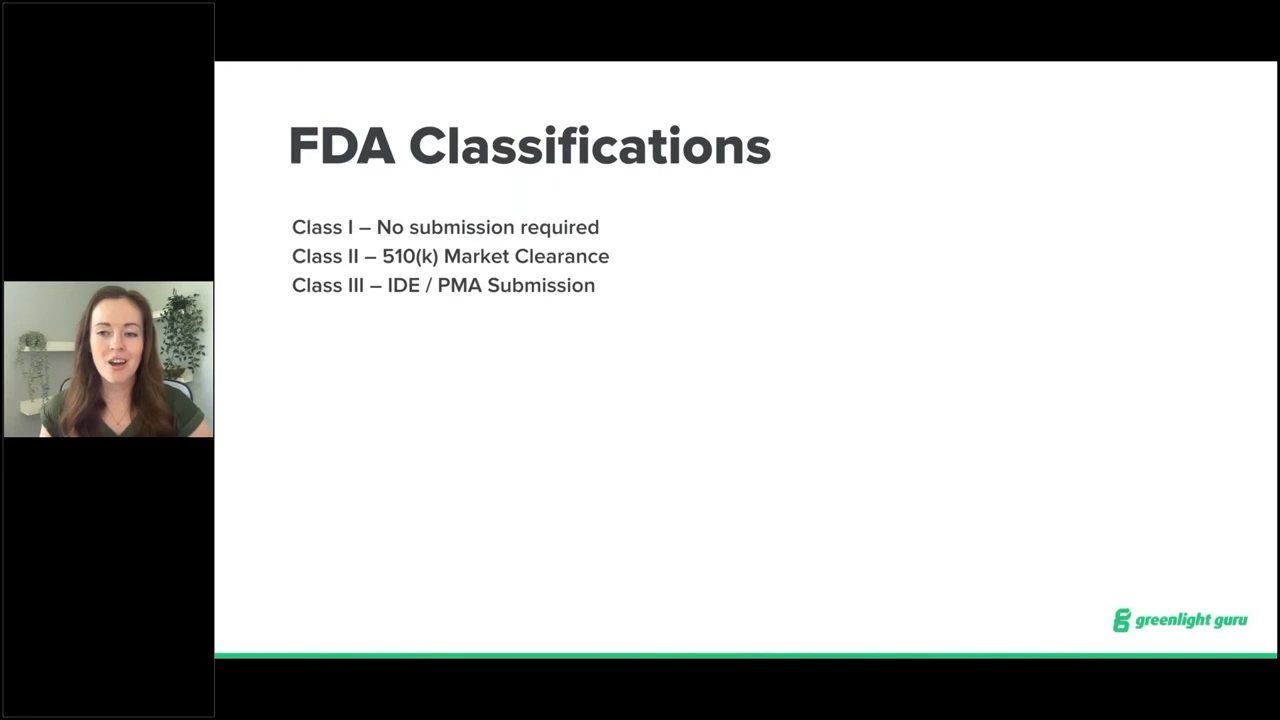 FDA Classifications
Class I – No submission required
Class II – 510(k) Market Clearance
Class III – IDE / PMA Submission
greenlight guru